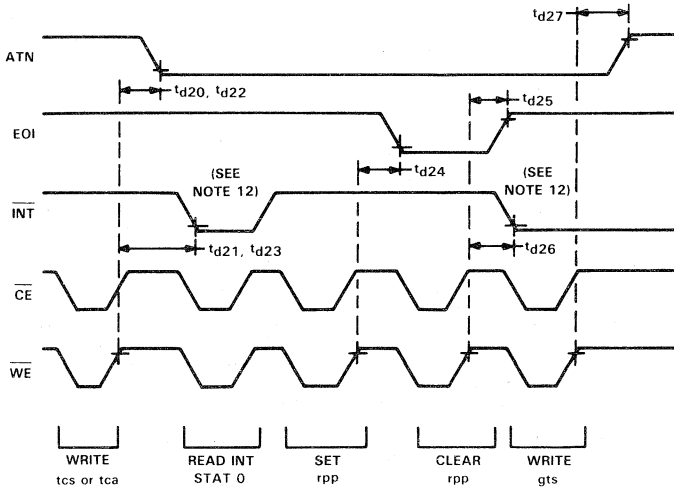 td27
ATN
td20, td22
td25
EOI
td24
(SEE
NOTE 12)
(SEE
NOTE 12)
INT
td21, td23
td26
CE
WE
WRITE
tcs or tca
READ INT
STAT 0
SET
rpp
CLEAR
rpp
WRITE
gts